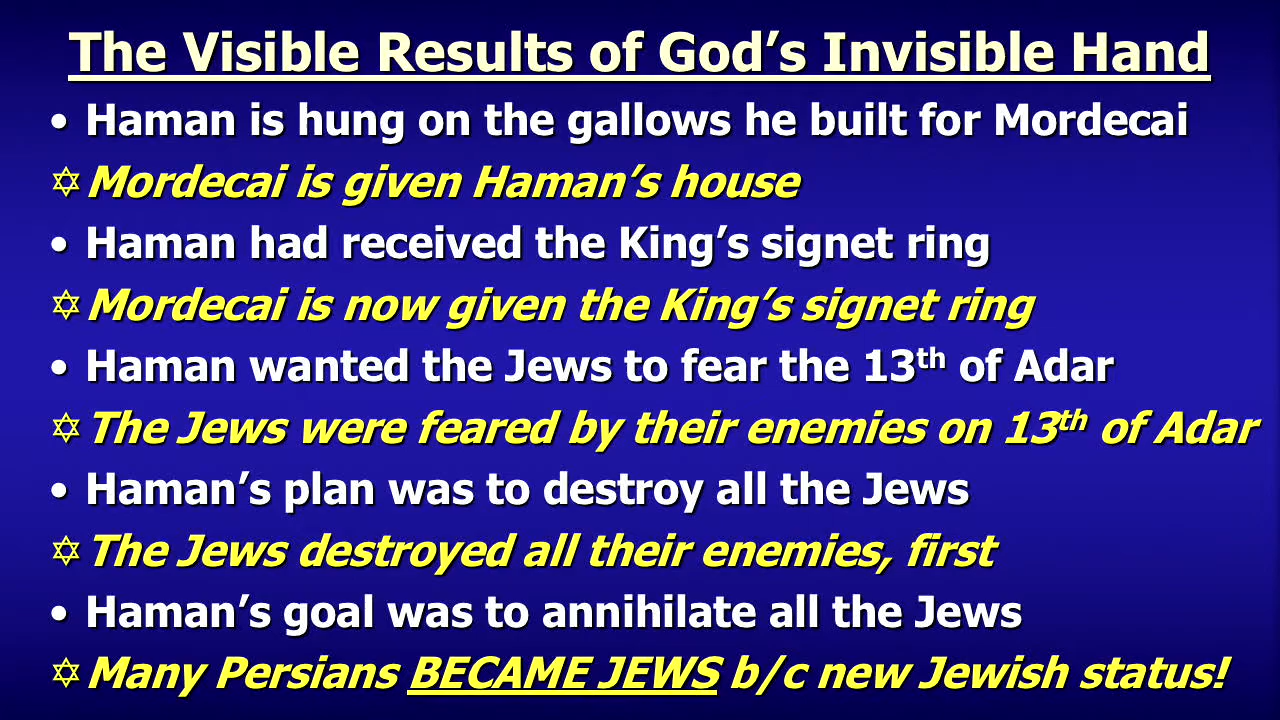 The Visible Results of God’s Invisible Hand
• Haman is hung on the gallows he built for Mordecai
✡ Mordecai is given Haman’s house
• Haman had received the King’s signet ring
✡ Mordecai is now given the King’s signet ring
• Haman wanted the Jews to fear the 13th of Adar
✡ The Jews were feared by their enemies on 13th of Adar
• Haman’s plan was to destroy all the Jews
✡ The Jews destroyed all their enemies, first
• Haman’s goal was to annihilate all the Jews
✡ Many Persians BECAME JEWS b/c new Jewish status!